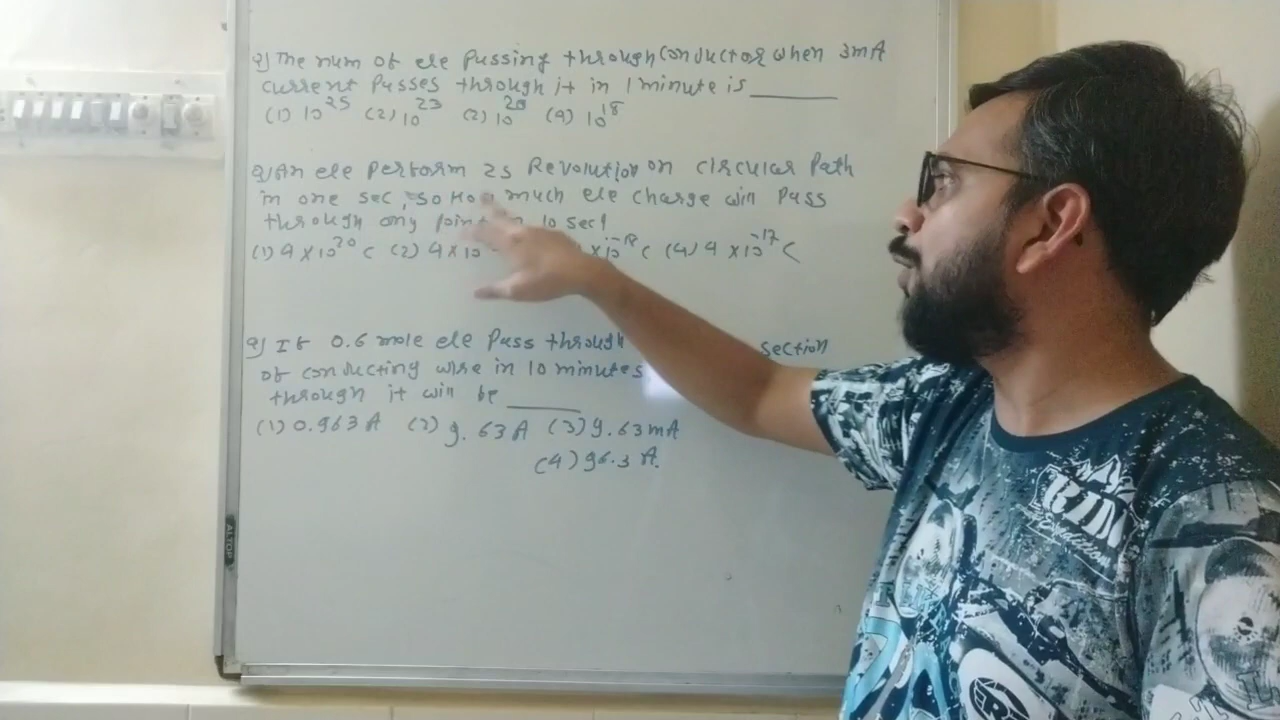 Q) The num of ele Passing through Conductor when 3mA
current Passes through it in 1 minute is ______
(1) 10^25 (2) 10^23 (2) 10^20 (4) 10^18
Q) An ele Perform 25 Revolution on circular Path
in one sec, so How much ele charge will Pass
through any Point 10 sec?
(1) 4 x 10^20 C (2) 4 x 10 x 10^-18 C (4) 4 x 10^-17 C
Q) If 0.6 mole ele Pass through section
of conducting wire in 10 minutes
through it will be ______
(1) 0.963 A (2) 9.63 A (3) 9.63 mA
(4) 96.3 A.
ALTOP
RTN
Expedition